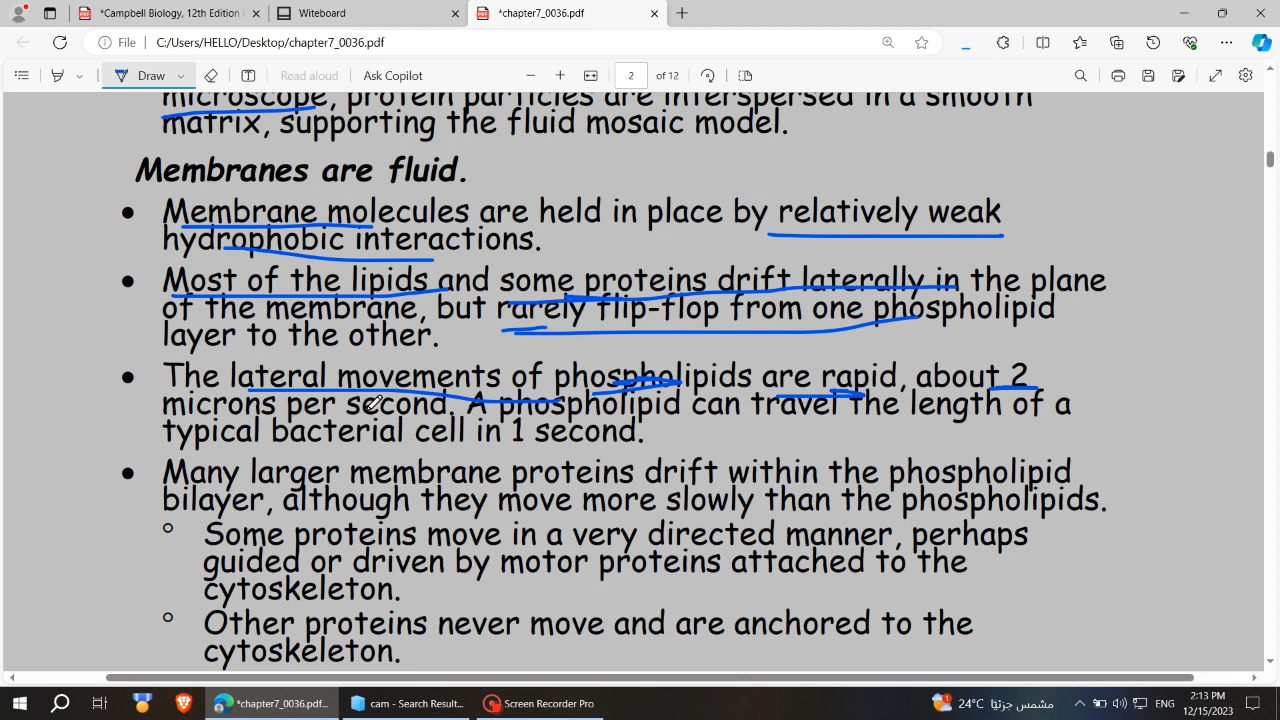 *Campbell Biology, 12th Edition
Witeboard
*chapter7_0036.pdf
File
C:/Users/HELLO/Desktop/chapter7_0036.pdf
Draw
Read aloud
Ask Copilot
2
of 12
microscope, protein particles are interspersed in a smooth
matrix, supporting the fluid mosaic model.
Membranes are fluid.
• Membrane molecules are held in place by relatively weak
hydrophobic interactions.
• Most of the lipids and some proteins drift laterally in the plane
of the membrane, but rarely flip-flop from one phospholipid
layer to the other.
• The lateral movements of phospholipids are rapid, about 2
microns per second. A phospholipid can travel the length of a
typical bacterial cell in 1 second.
• Many larger membrane proteins drift within the phospholipid
bilayer, although they move more slowly than the phospholipids.
° Some proteins move in a very directed manner, perhaps
guided or driven by motor proteins attached to the
cytoskeleton.
° Other proteins never move and are anchored to the
cytoskeleton.
*chapter7_0036.pdf...
cam - Search Result...
Screen Recorder Pro
1
24°C مشمس جزئيًا
ENG
2:13 PM
12/15/2023